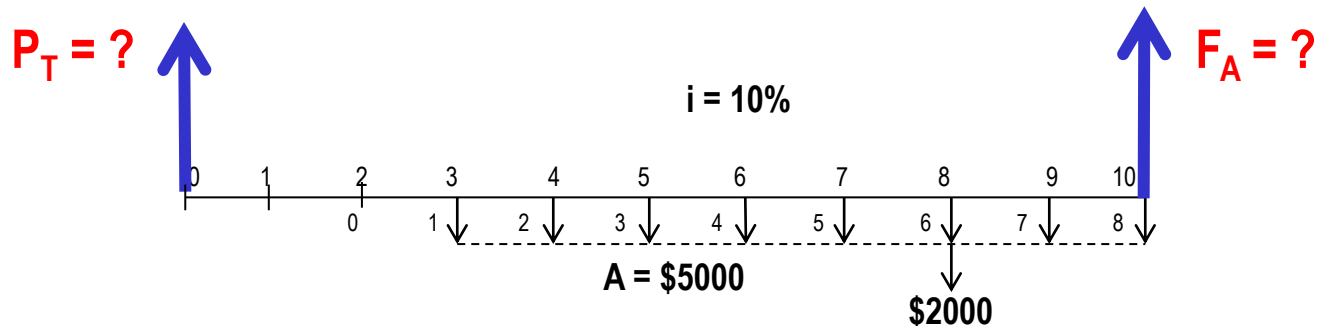 P_T = ?
F_A = ?
i = 10%
0 1 2 3 4 5 6 7 8 9 10
0 1 2 3 4 5 6 7 8
A = $5000
$2000